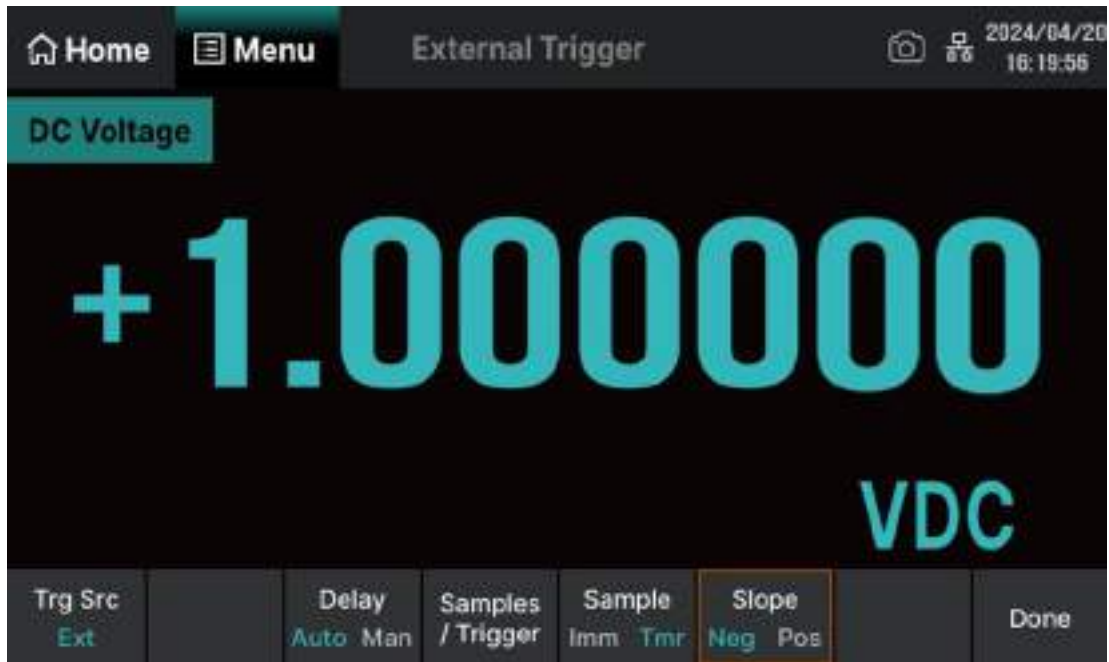 Home Menu External Trigger 2024/04/20
16:19:56
DC Voltage
+1.000000
VDC
Trg Src
Ext
Delay
Auto Man
Samples
/ Trigger
Sample
Imm Tmr
Slope
Neg Pos
Done